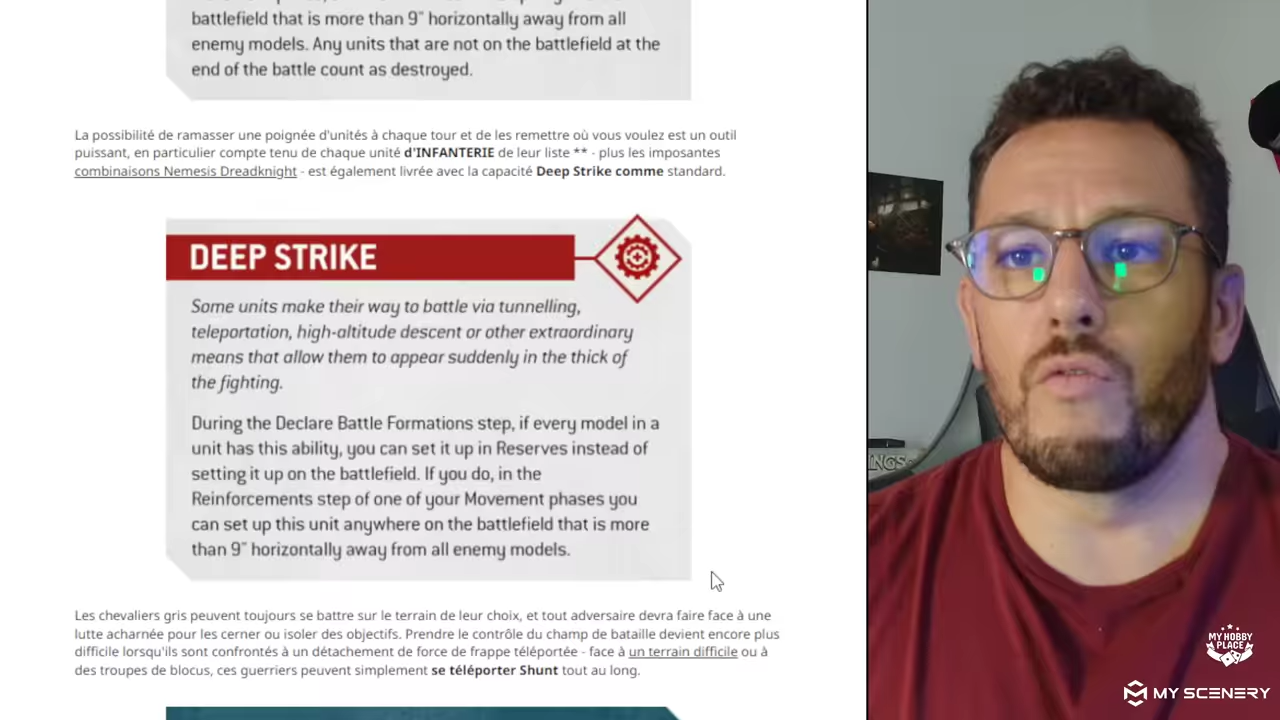 battlefield that is more than 9" horizontally away from all
enemy models. Any units that are not on the battlefield at the
end of the battle count as destroyed.
La possibilité de ramasser une poignée d'unités à chaque tour et de les remettre où vous voulez est un outil
puissant, en particulier compte tenu de chaque unité d'INFANTERIE de leur liste ** - plus les imposantes
combinaisons Nemesis Dreadknight - est également livrée avec la capacité Deep Strike comme standard.
DEEP STRIKE
Some units make their way to battle via tunnelling,
teleportation, high-altitude descent or other extraordinary
means that allow them to appear suddenly in the thick of
the fighting.
During the Declare Battle Formations step, if every model in a
unit has this ability, you can set it up in Reserves instead of
setting it up on the battlefield. If you do, in the
Reinforcements step of one of your Movement phases you
can set up this unit anywhere on the battlefield that is more
than 9" horizontally away from all enemy models.
Les chevaliers gris peuvent toujours se battre sur le terrain de leur choix, et tout adversaire devra faire face à une
lutte acharnée pour les cerner ou isoler des objectifs. Prendre le contrôle du champ de bataille devient encore plus
difficile lorsqu'ils sont confrontés à un détachement de force de frappe téléportée - face à un terrain difficile ou à
des troupes de blocus, ces guerriers peuvent simplement se téléporter Shunt tout au long.
MY HOBBY
PLACE
MY SCENERY